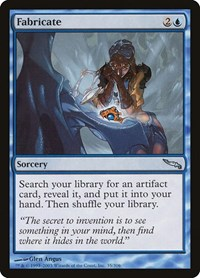 Fabricate 2
Sorcery
Search your library for an artifact
card, reveal it, and put it into
your hand. Then shuffle your library.
"The secret to invention is to see
something in your mind, then find
where it hides in the world."
Glen Angus